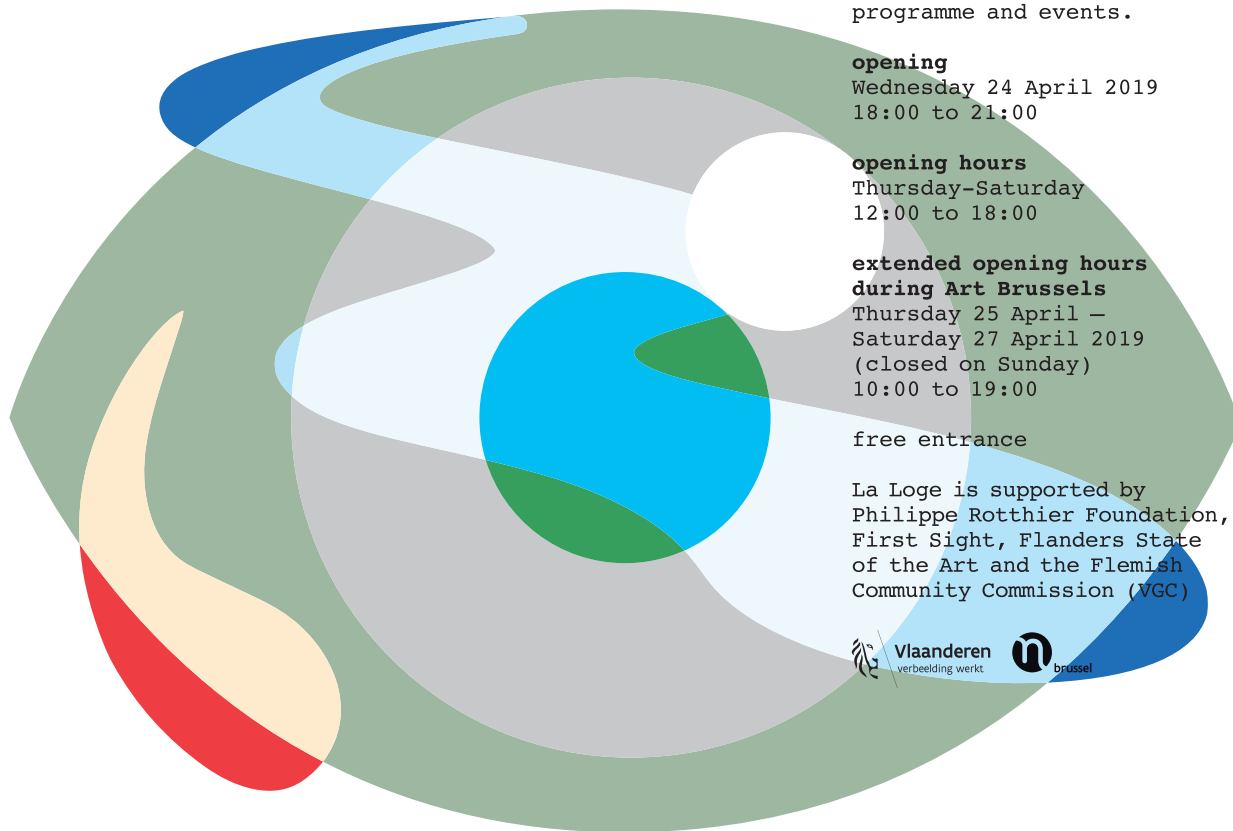 programme and events.
opening
Wednesday 24 April 2019
18:00 to 21:00
opening hours
Thursday-Saturday
12:00 to 18:00
extended opening hours
during Art Brussels
Thursday 25 April –
Saturday 27 April 2019
(closed on Sunday)
10:00 to 19:00
free entrance
La Loge is supported by
Philippe Rotthier Foundation,
First Sight, Flanders State
of the Art and the Flemish
Community Commission (VGC)
Vlaanderen
verbeelding werkt
n brussel